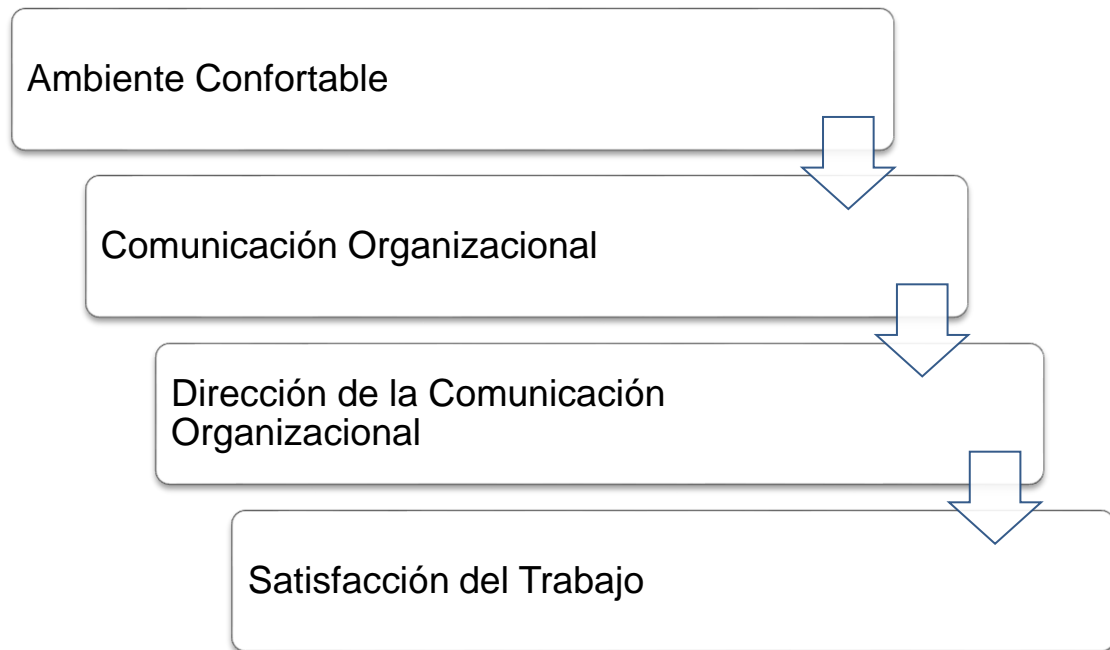 Ambiente Confortable
Comunicación Organizacional
Dirección de la Comunicación
Organizacional
Satisfacción del Trabajo